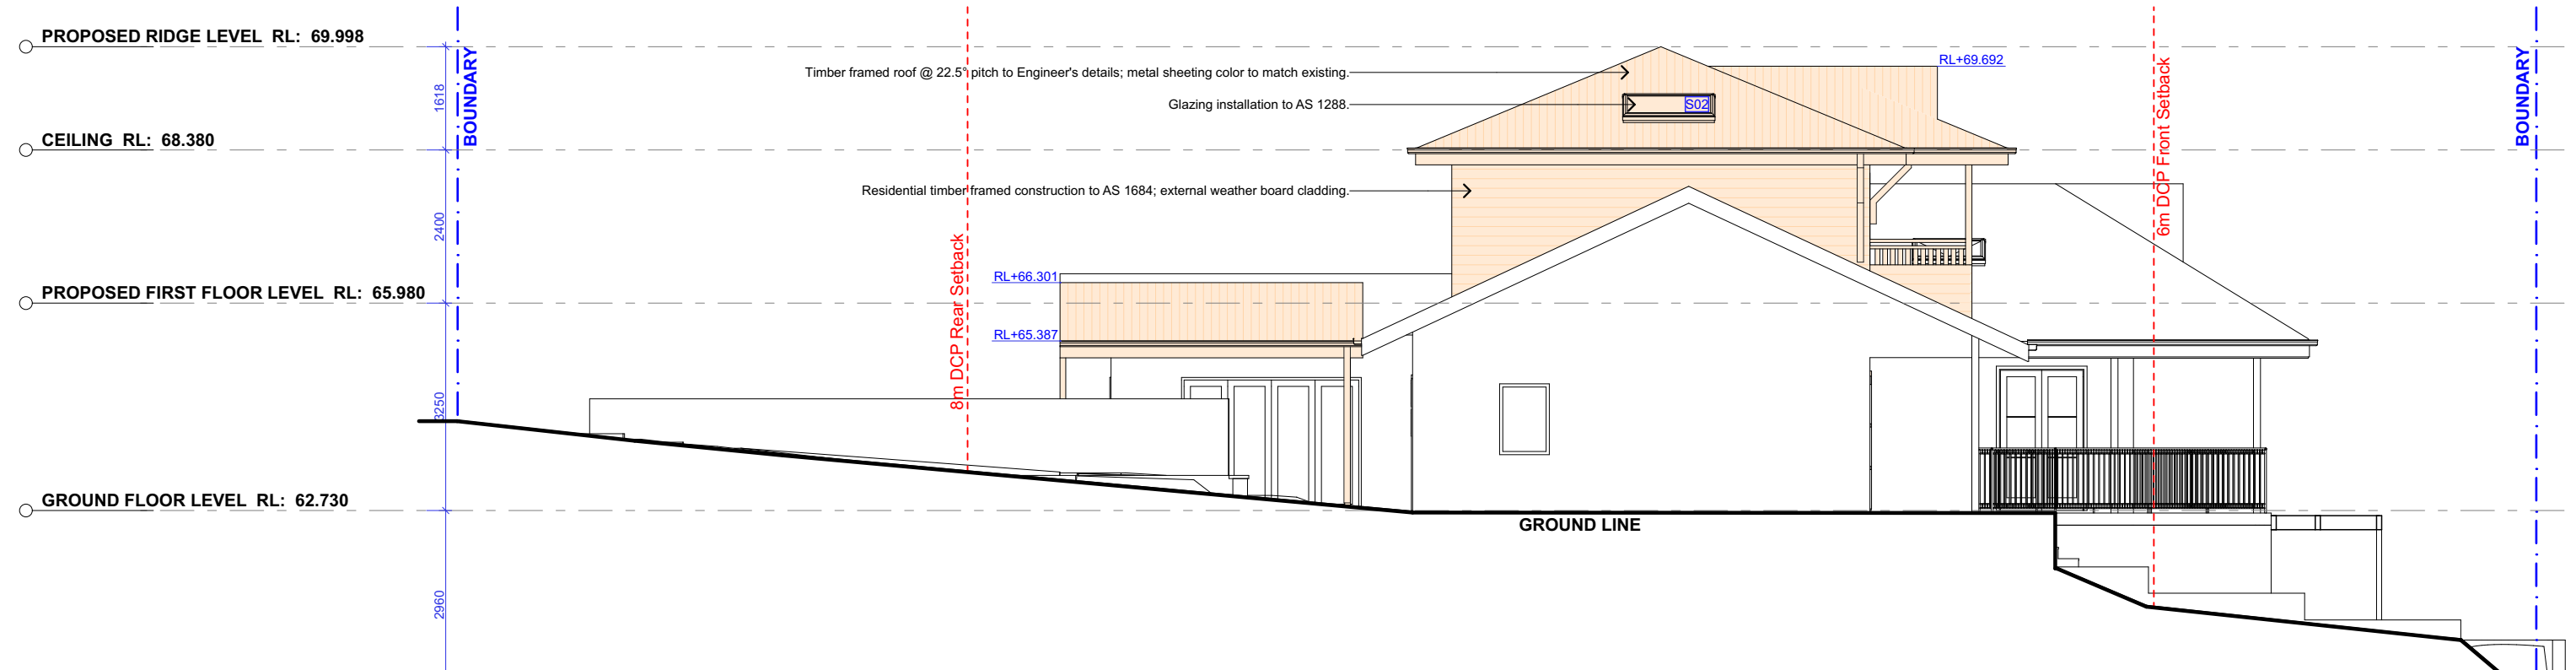 PROPOSED RIDGE LEVEL RL: 69.998
CEILING RL: 68.380
PROPOSED FIRST FLOOR LEVEL RL: 65.980
GROUND FLOOR LEVEL RL: 62.730
1618
2400
3250
2960
BOUNDARY
8m DCP Rear Setback
Timber framed roof @ 22.5° pitch to Engineer's details; metal sheeting color to match existing.
Glazing installation to AS 1288.
S02
Residential timber framed construction to AS 1684; external weather board cladding.
RL+69.692
RL+66.301
RL+65.387
GROUND LINE
6m DCP Front Setback
BOUNDARY